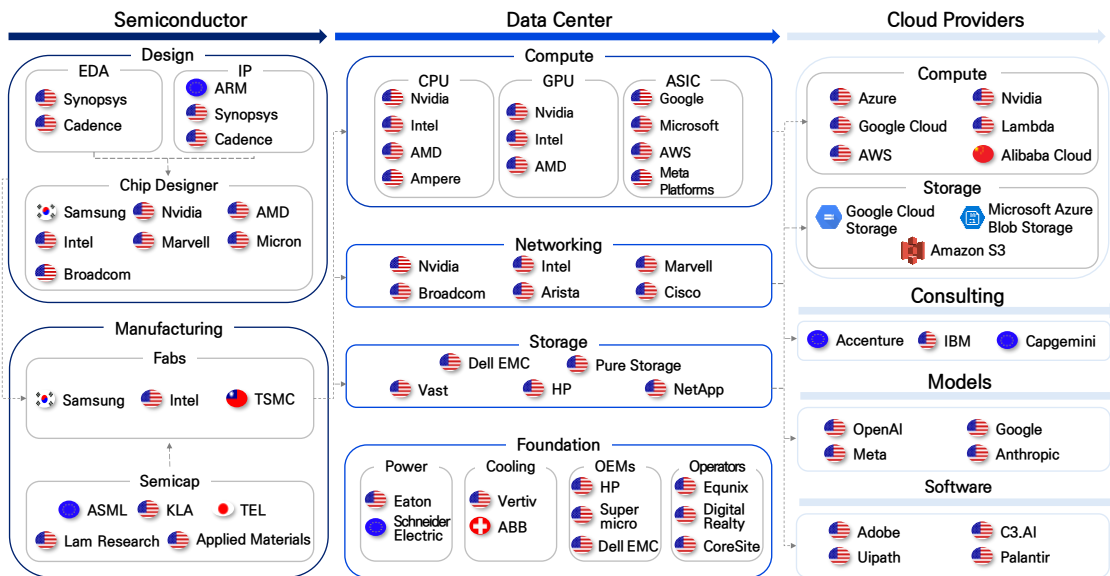 Semiconductor
Design
EDA
Synopsys
Cadence
IP
ARM
Synopsys
Cadence
Chip Designer
Samsung
Nvidia
AMD
Intel
Marvell
Micron
Broadcom
Manufacturing
Fabs
Samsung
Intel
TSMC
Semicap
ASML
KLA
TEL
Lam Research
Applied Materials
Data Center
Compute
CPU
Nvidia
Intel
AMD
Ampere
GPU
Nvidia
Intel
AMD
ASIC
Google
Microsoft
AWS
Meta
Platforms
Networking
Nvidia
Intel
Marvell
Broadcom
Arista
Cisco
Storage
Dell EMC
Pure Storage
Vast
HP
NetApp
Foundation
Power
Eaton
Schneider
Electric
Cooling
Vertiv
ABB
OEMs
HP
Super
micro
Dell EMC
Operators
Equnix
Digital
Realty
CoreSite
Cloud Providers
Compute
Azure
Nvidia
Google Cloud
Lambda
AWS
Alibaba Cloud
Storage
Google Cloud
Storage
Microsoft Azure
Blob Storage
Amazon S3
Consulting
Accenture
IBM
Capgemini
Models
OpenAI
Google
Meta
Anthropic
Software
Adobe
C3.AI
Uipath
Palantir